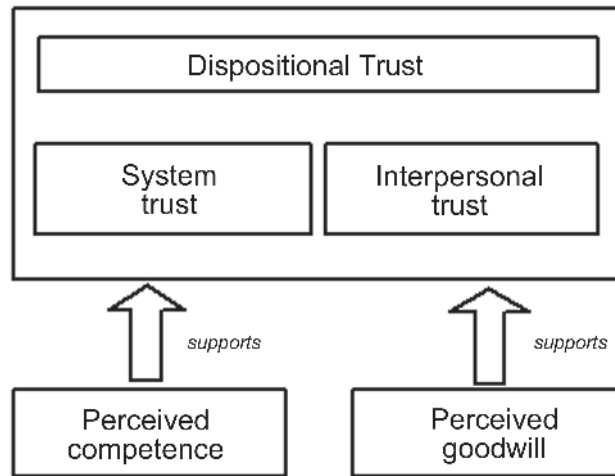 Dispositional Trust
System
trust
Interpersonal
trust
supports
supports
Perceived
competence
Perceived
goodwill